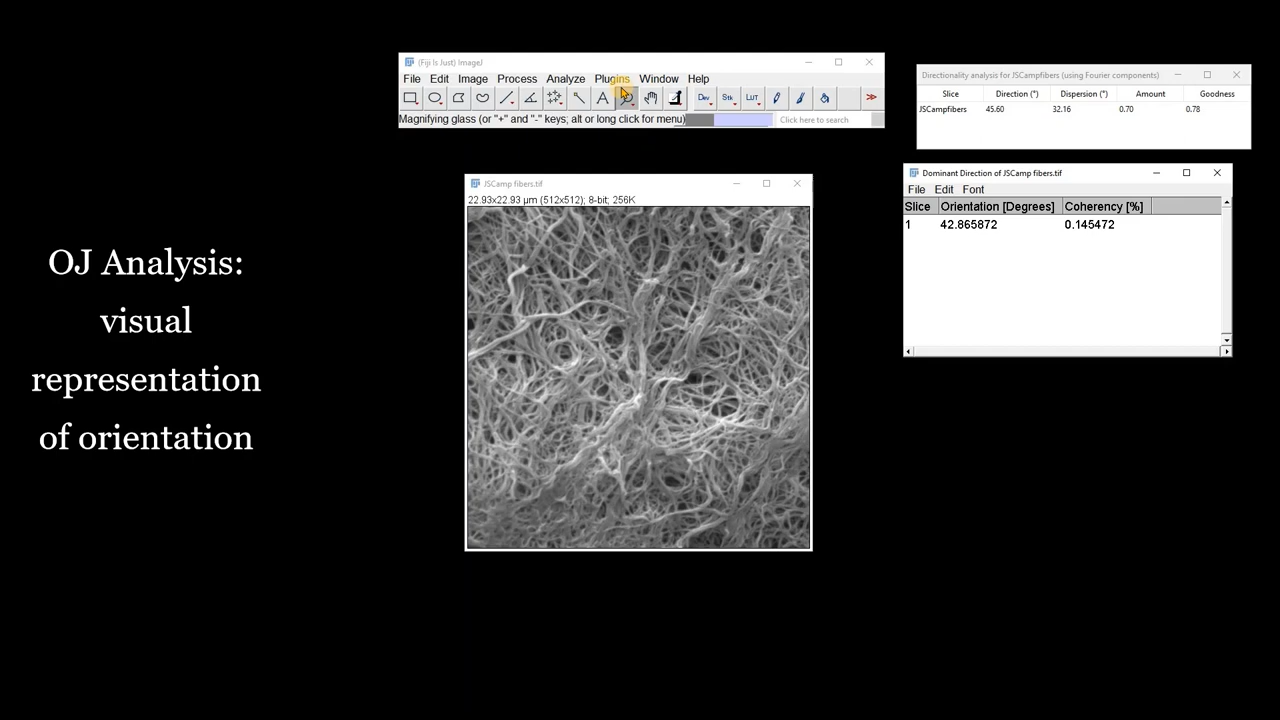 OJ Analysis:
visual
representation
of orientation
(Fiji Is Just) ImageJ
File Edit Image Process Analyze Plugins Window Help
A Dev Stk LUT >>
Magnifying glass (or "+" and "-" keys; alt or long click for menu) Click here to search
JSCamp fibers.tif
22.93x22.93 µm (512x512); 8-bit; 256K
Directionality analysis for JSCampfibers (using Fourier components)
Slice Direction (°) Dispersion (°) Amount Goodness
JSCampfibers 45.60 32.16 0.70 0.78
Dominant Direction of JSCamp fibers.tif
File Edit Font
Slice Orientation [Degrees] Coherency [%]
1 42.865872 0.145472